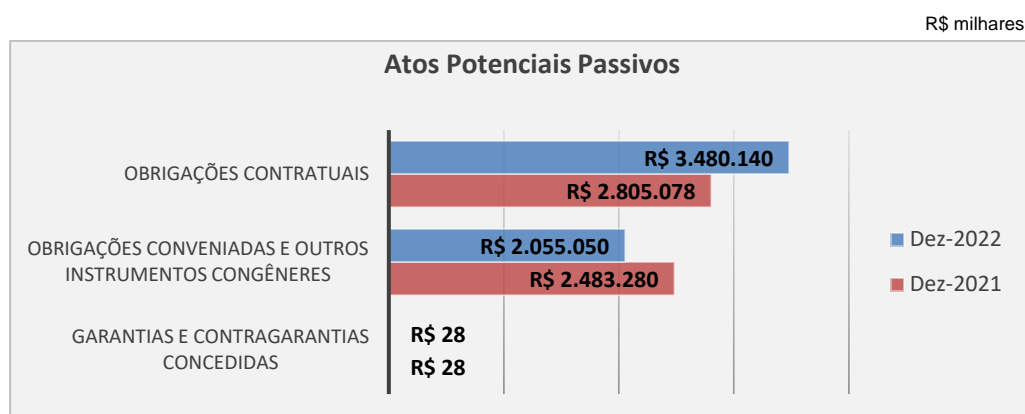 R$ milhares
Atos Potenciais Passivos
OBRIGAÇÕES CONTRATUAIS
R$ 3.480.140
R$ 2.805.078
OBRIGAÇÕES CONVENIADAS E OUTROS
INSTRUMENTOS CONGÊNERES
R$ 2.055.050
R$ 2.483.280
GARANTIAS E CONTRAGARANTIAS
CONCEDIDAS
R$ 28
R$ 28
Dez-2022
Dez-2021